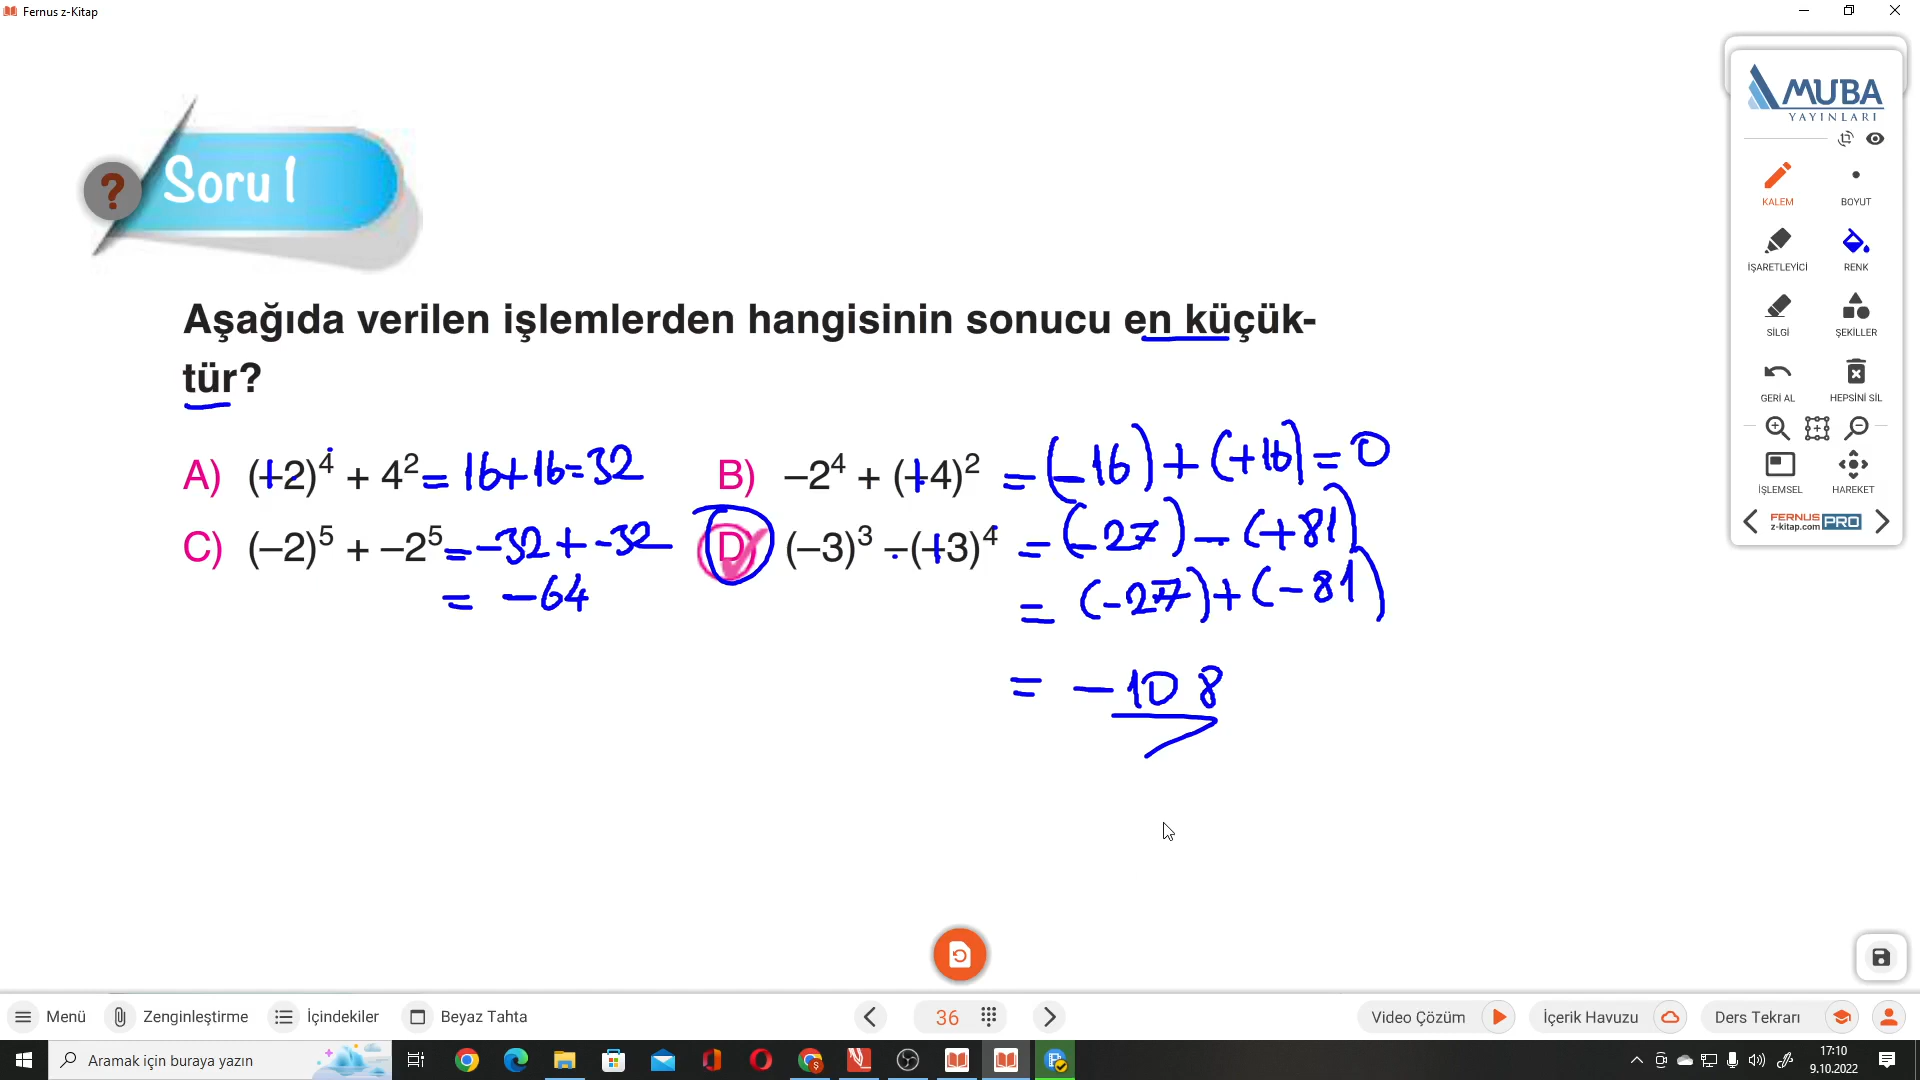 Fernus z-Kitap
MUBA
YAYINLARI
KALEM
BOYUT
İŞARETLEYİCİ
RENK
SİLGİ
ŞEKİLLER
GERİ AL
HEPSİNİ SİL
İŞLEMSEL
HAREKET
FERNUS PRO
z-kitap.com
? Soru 1
Aşağıda verilen işlemlerden hangisinin sonucu en küçük-
tür?
A) (+2)⁴ + 4² = 16+16=32
B) –2⁴ + (+4)² = (-16)+(+16)=0
C) (–2)⁵ + –2⁵ = -32+-32
= -64
D) (–3)³ –(+3)⁴ = (-27)-(+81)
= (-27)+(-81)
= -108
Menü
Zenginleştirme
İçindekiler
Beyaz Tahta
36
Video Çözüm
İçerik Havuzu
Ders Tekrarı
Aramak için buraya yazın
17:10
9.10.2022